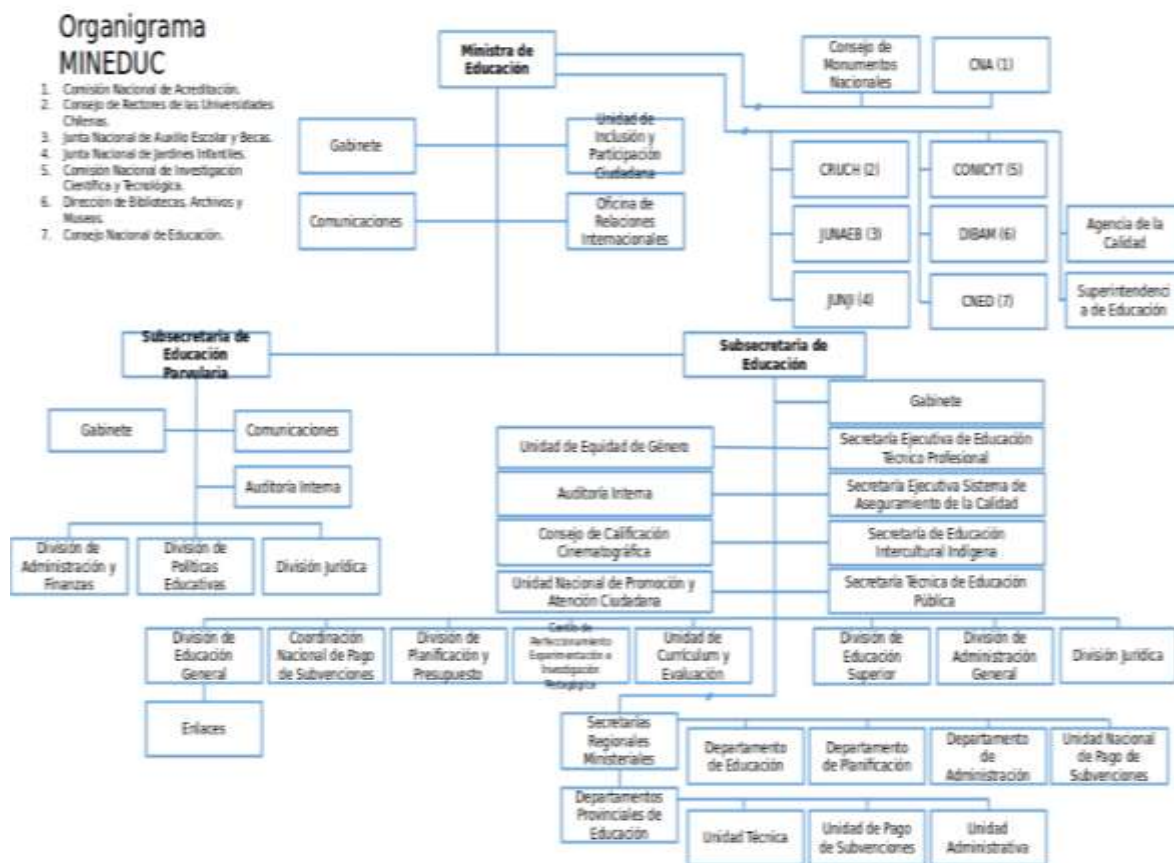 Organigrama
MINEDUC
1. Comisión Nacional de Acreditación.
2. Consejo de Rectores de las Universidades
Chilenas.
3. Junta Nacional de Auxilio Escolar y Becas.
4. Junta Nacional de Jardines Infantiles.
5. Comisión Nacional de Investigación
Científica y Tecnológica.
6. Dirección de Bibliotecas, Archivos y
Museos.
7. Consejo Nacional de Educación.
Ministra de
Educación
Consejo de
Monumentos
Nacionales
CNA (1)
Gabinete
Unidad de
Inclusión y
Participación
Ciudadana
Comunicaciones
Oficina de
Relaciones
Internacionales
CRUCH (2)
CONICYT (5)
JUNAEB (3)
DIBAM (6)
Agencia de la
Calidad
JUNJI (4)
CNED (7)
Superintendenci
a de Educación
Subsecretaría de
Educación
Parvularia
Subsecretaría de
Educación
Gabinete
Comunicaciones
Auditoría Interna
División de
Administración y
Finanzas
División de
Políticas
Educativas
División Jurídica
Gabinete
Unidad de Equidad de Género
Secretaría Ejecutiva de Educación
Técnico Profesional
Auditoría Interna
Secretaría Ejecutiva Sistema de
Aseguramiento de la Calidad
Consejo de Calificación
Cinematográfica
Secretaría de Educación
Intercultural Indígena
Unidad Nacional de Promoción y
Atención Ciudadana
Secretaría Técnica de Educación
Pública
División de
Educación
General
Coordinación
Nacional de Pago
de Subvenciones
División de
Planificación y
Presupuesto
Centro de
Perfeccionamiento
Experimentación e
Investigación
Pedagógica
Unidad de
Currículum y
Evaluación
División de
Educación
Superior
División de
Administración
General
División Jurídica
Enlaces
Secretarías
Regionales
Ministeriales
Departamento
de Educación
Departamento
de Planificación
Departamento
de
Administración
Unidad Nacional
de Pago de
Subvenciones
Departamentos
Provinciales de
Educación
Unidad Técnica
Unidad de Pago
de Subvenciones
Unidad
Administrativa